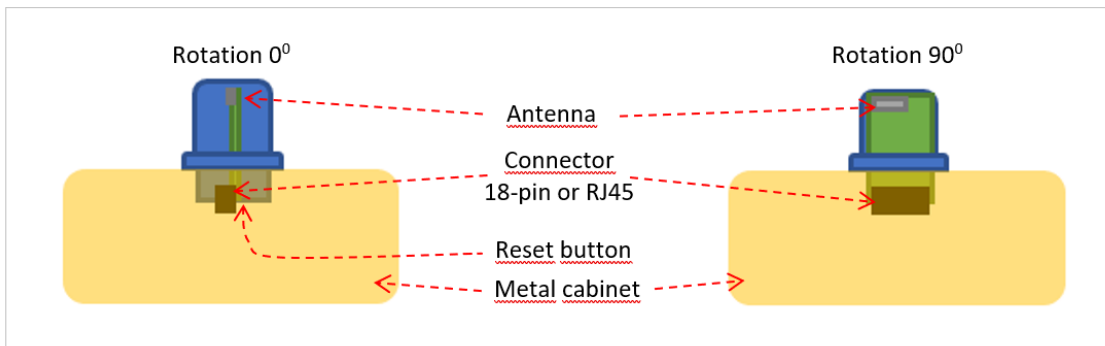 Rotation 0⁰
Rotation 90⁰
Antenna
Connector
18-pin or RJ45
Reset button
Metal cabinet